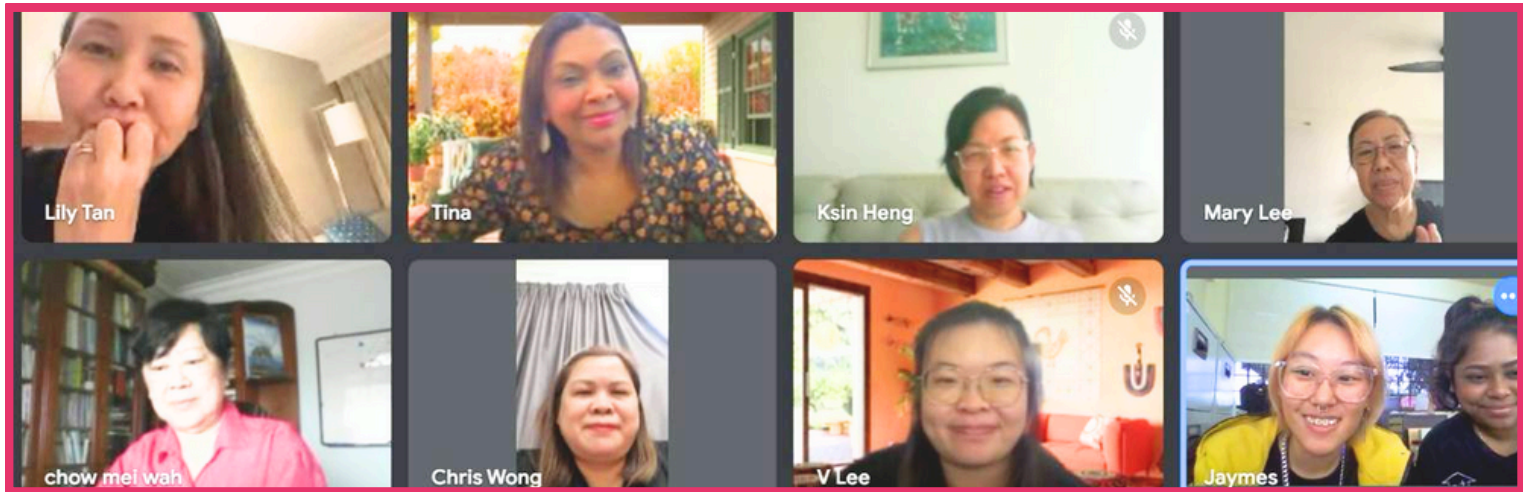 Lily Tan
Tina
Ksin Heng
Mary Lee
chow mei wah
Chris Wong
V Lee
Jaymes